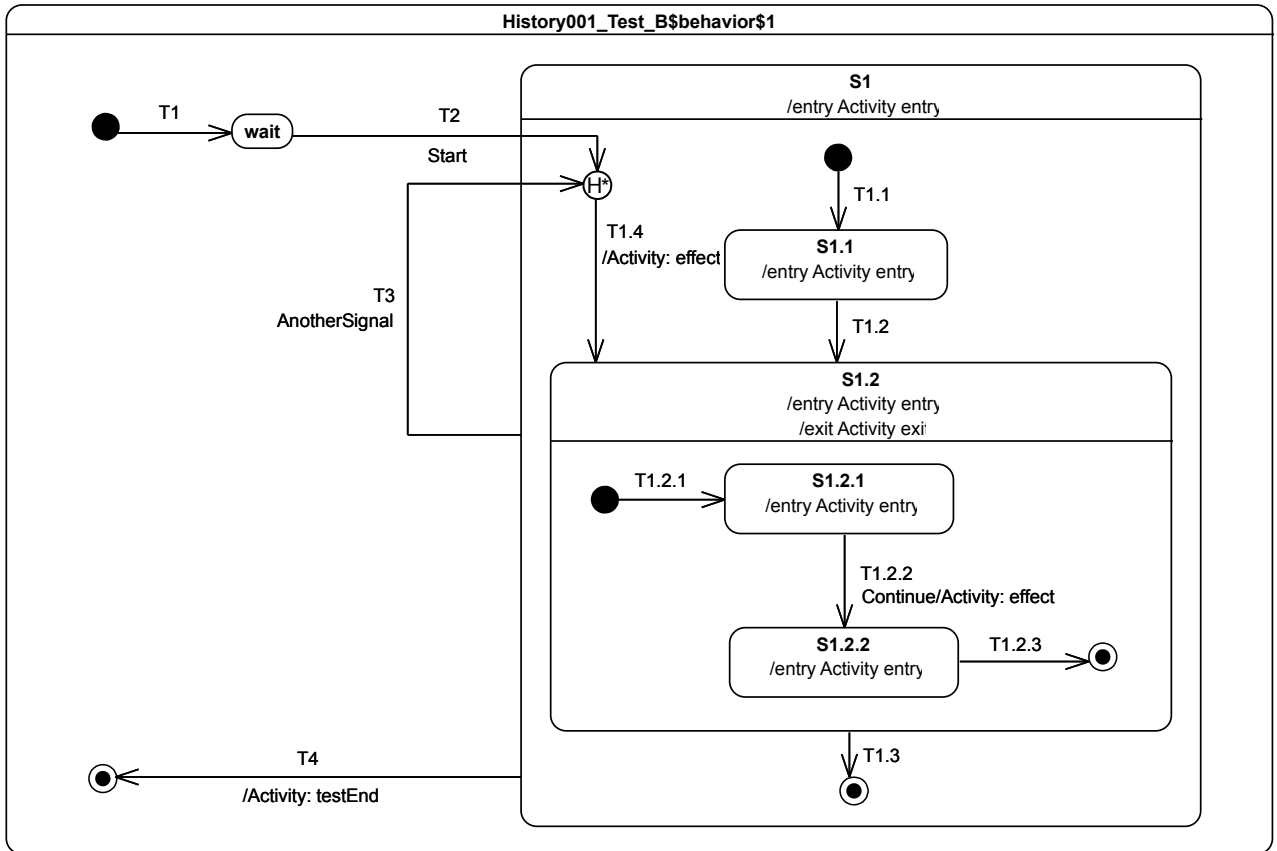 History001_Test_B$behavior$1
S1
/entry Activity entry
T1
wait
T2
Start
H*
T1.1
T1.4
/Activity: effect
S1.1
/entry Activity entry
T3
AnotherSignal
T1.2
S1.2
/entry Activity entry
/exit Activity exit
T1.2.1
S1.2.1
/entry Activity entry
T1.2.2
Continue/Activity: effect
S1.2.2
/entry Activity entry
T1.2.3
T4
/Activity: testEnd
T1.3